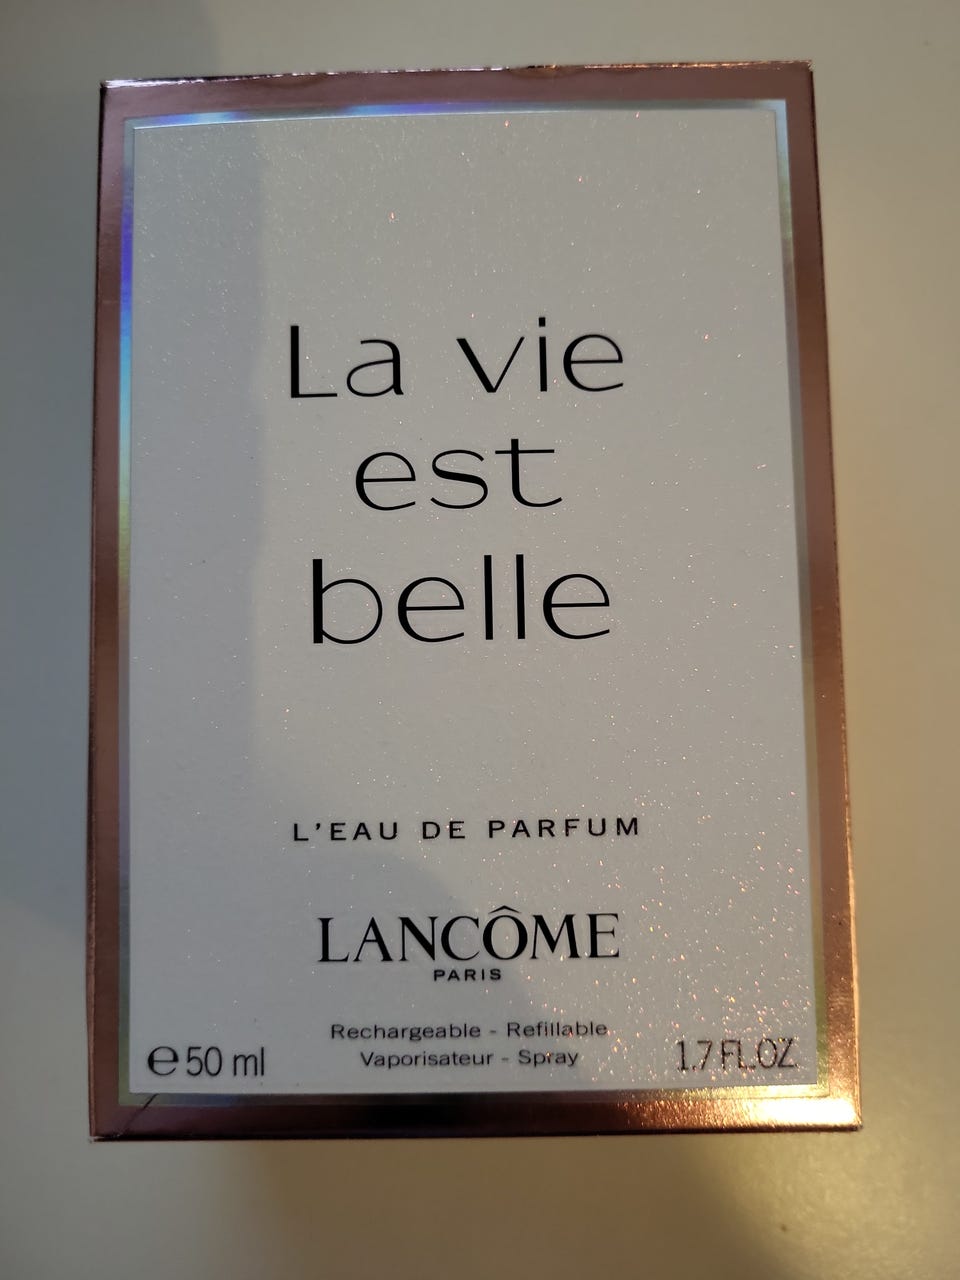 La vie
est
belle
L'EAU DE PARFUM
LANCÔME
PARIS
Rechargeable - Refillable
Vaporisateur - Spray
℮50 ml
1.7 FL.OZ